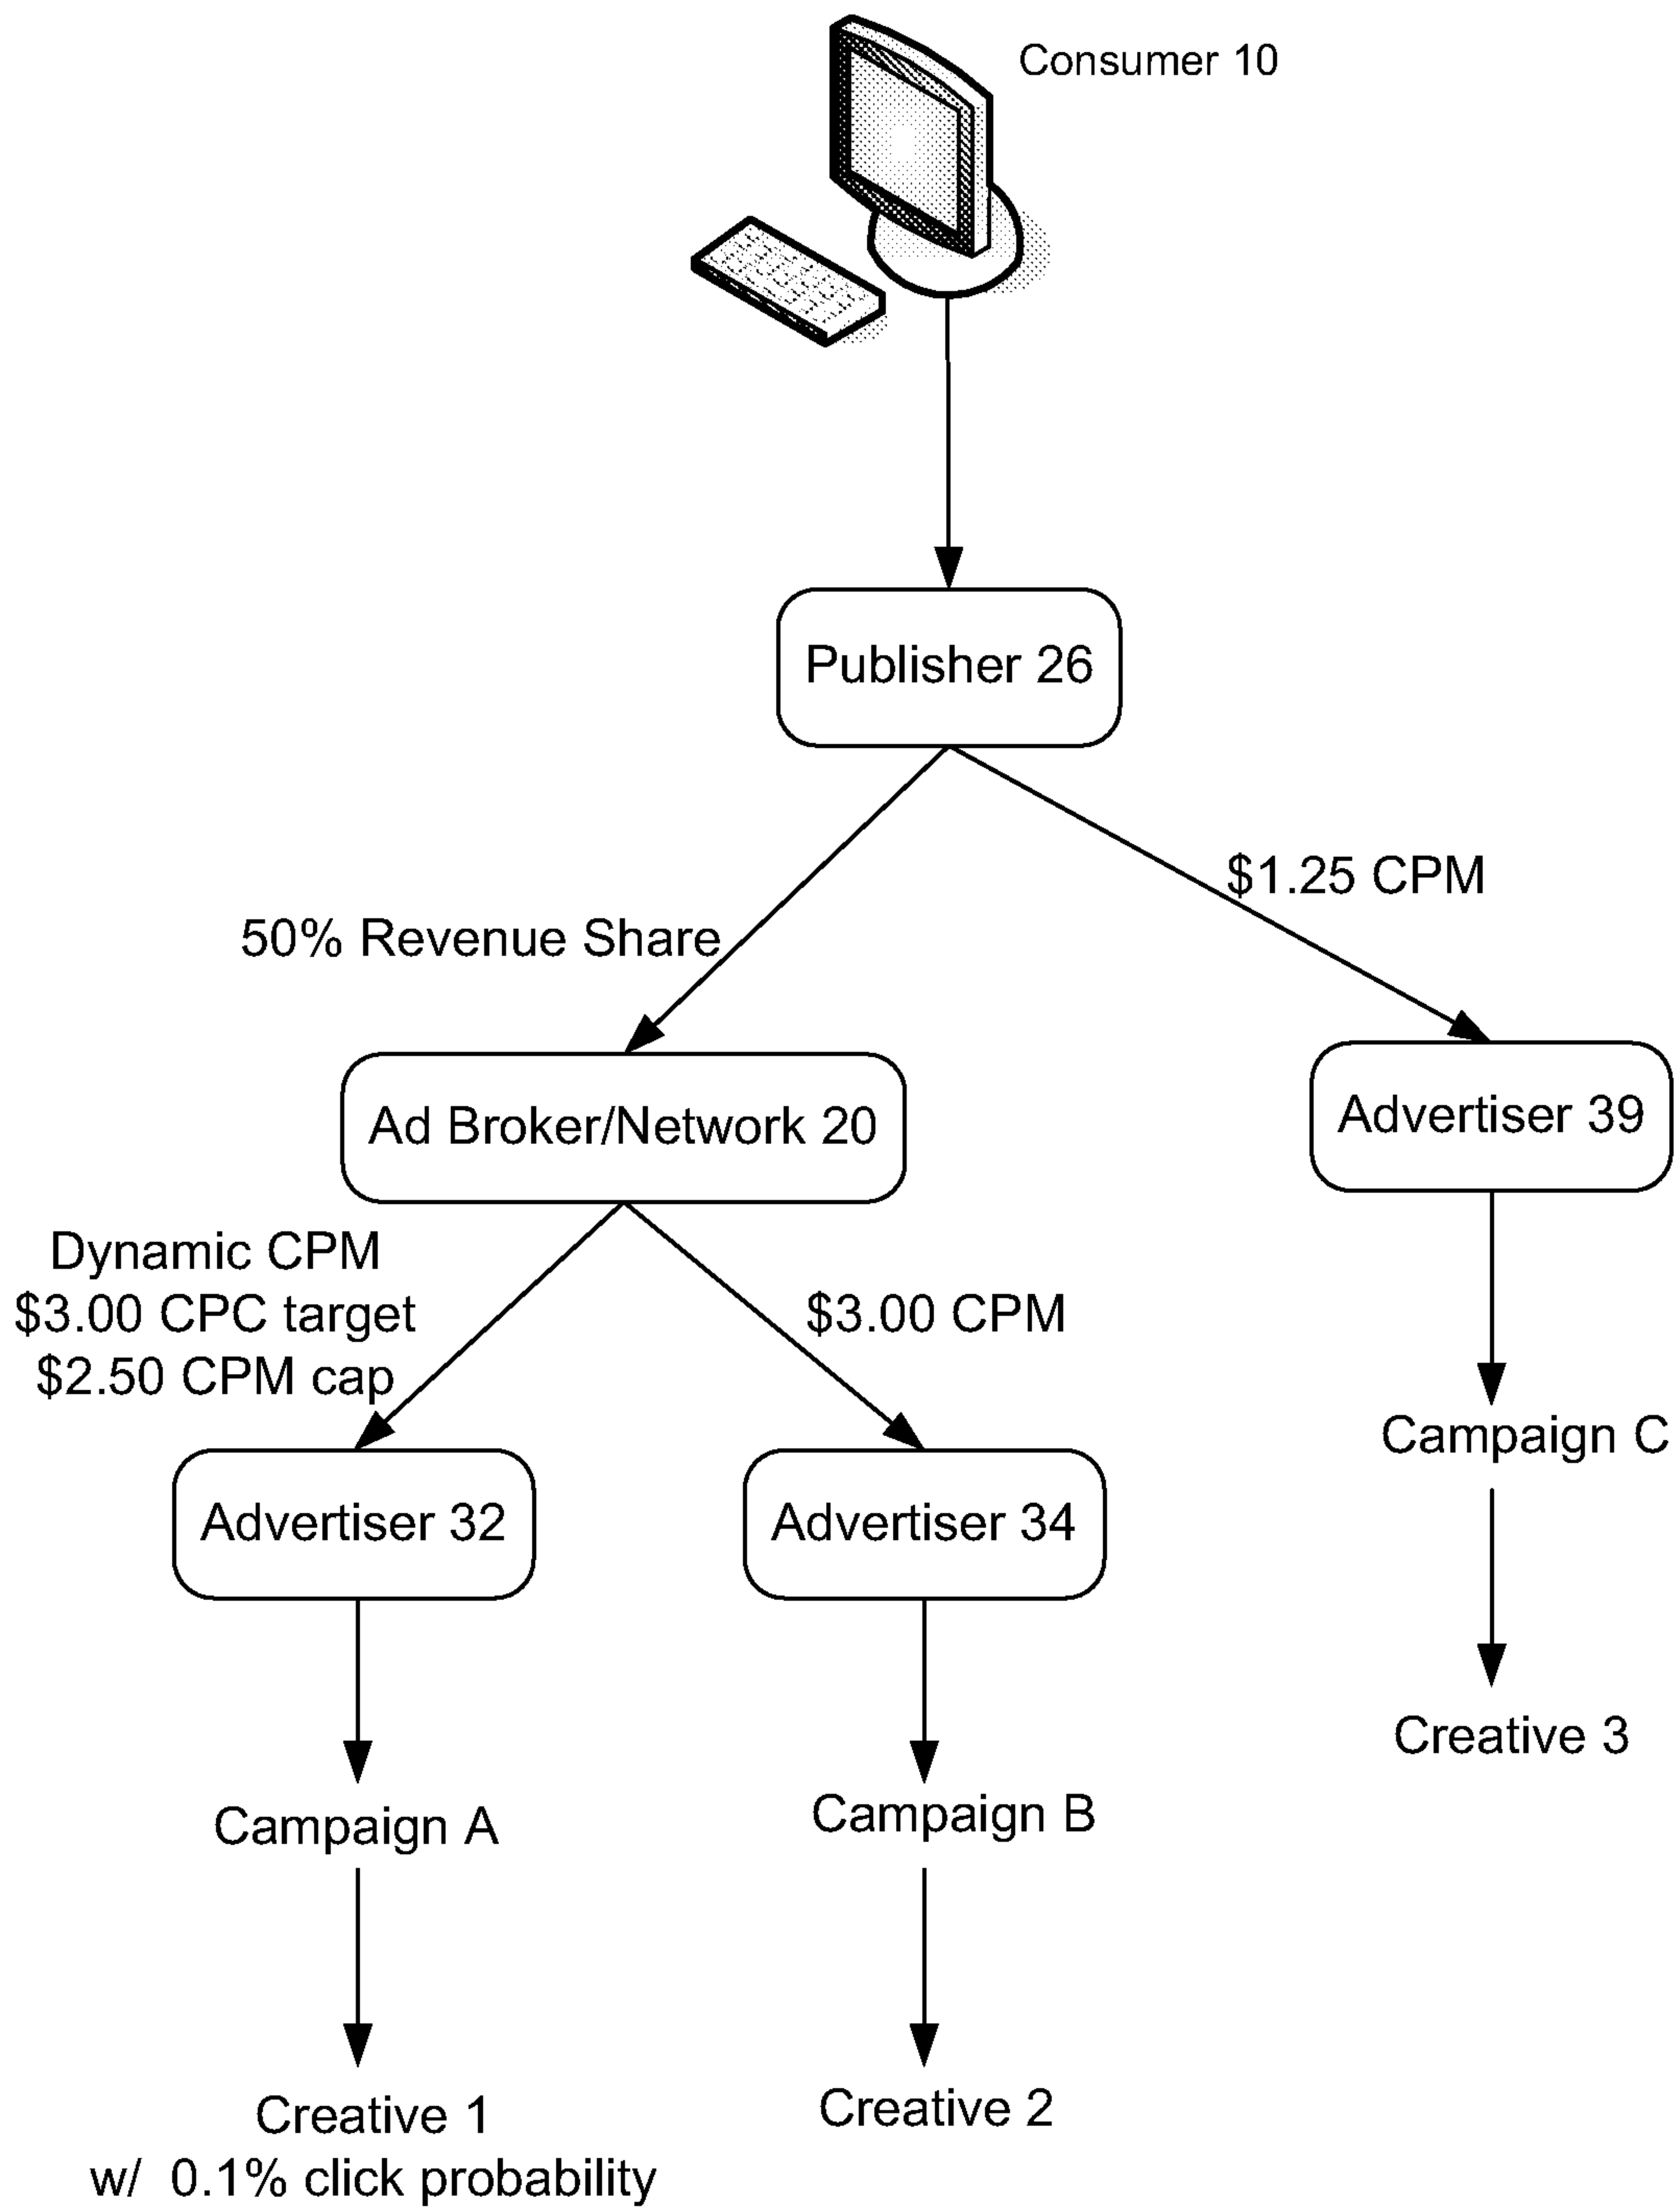 Consumer 10
Publisher 26
$1.25 CPM
50% Revenue Share
Ad Broker/Network 20
Advertiser 39
Dynamic CPM
$3.00 CPC target
$2.50 CPM cap
$3.00 CPM
Campaign C
Advertiser 32
Advertiser 34
Creative 3
Campaign A
Campaign B
Creative 1
w/ 0.1% click probability
Creative 2